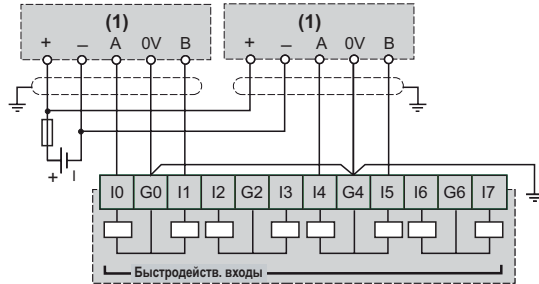 (1) (1)
+ – A 0V B + – A 0V B
+ I
I0 G0 I1 I2 G2 I3 I4 G4 I5 I6 G6 I7
Быстродейств. входы